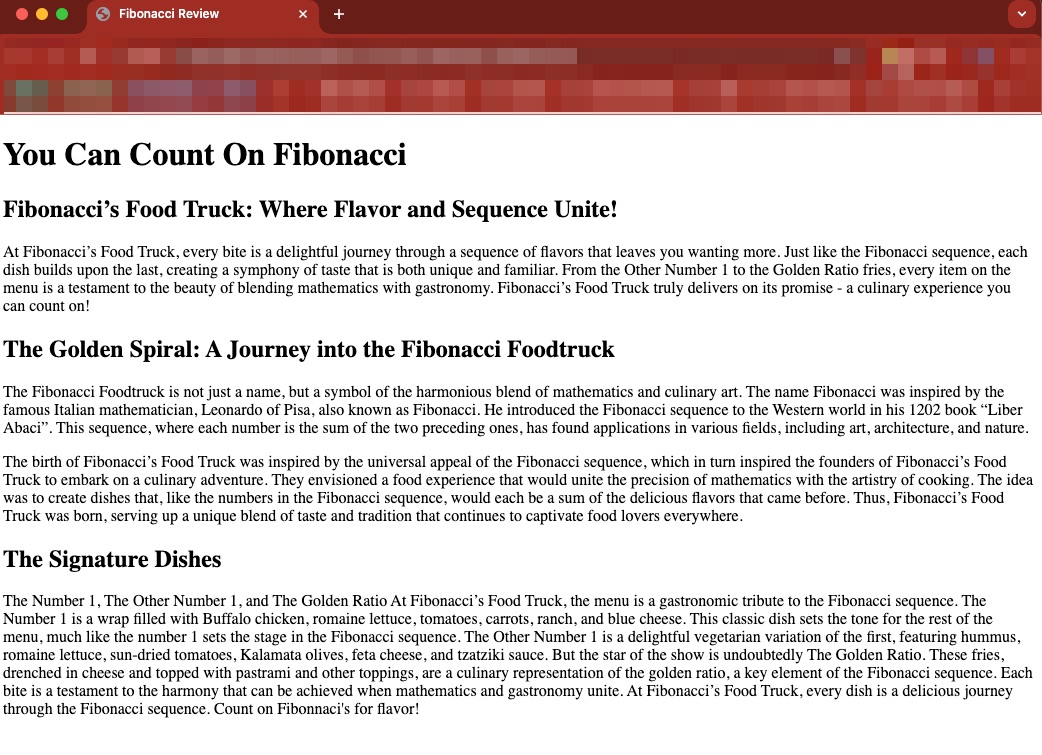 Fibonacci Review
You Can Count On Fibonacci
Fibonacci’s Food Truck: Where Flavor and Sequence Unite!
At Fibonacci’s Food Truck, every bite is a delightful journey through a sequence of flavors that leaves you wanting more. Just like the Fibonacci sequence, each
dish builds upon the last, creating a symphony of taste that is both unique and familiar. From the Other Number 1 to the Golden Ratio fries, every item on the
menu is a testament to the beauty of blending mathematics with gastronomy. Fibonacci’s Food Truck truly delivers on its promise - a culinary experience you
can count on!
The Golden Spiral: A Journey into the Fibonacci Foodtruck
The Fibonacci Foodtruck is not just a name, but a symbol of the harmonious blend of mathematics and culinary art. The name Fibonacci was inspired by the
famous Italian mathematician, Leonardo of Pisa, also known as Fibonacci. He introduced the Fibonacci sequence to the Western world in his 1202 book “Liber
Abaci”. This sequence, where each number is the sum of the two preceding ones, has found applications in various fields, including art, architecture, and nature.
The birth of Fibonacci’s Food Truck was inspired by the universal appeal of the Fibonacci sequence, which in turn inspired the founders of Fibonacci’s Food
Truck to embark on a culinary adventure. They envisioned a food experience that would unite the precision of mathematics with the artistry of cooking. The idea
was to create dishes that, like the numbers in the Fibonacci sequence, would each be a sum of the delicious flavors that came before. Thus, Fibonacci’s Food
Truck was born, serving up a unique blend of taste and tradition that continues to captivate food lovers everywhere.
The Signature Dishes
The Number 1, The Other Number 1, and The Golden Ratio At Fibonacci’s Food Truck, the menu is a gastronomic tribute to the Fibonacci sequence. The
Number 1 is a wrap filled with Buffalo chicken, romaine lettuce, tomatoes, carrots, ranch, and blue cheese. This classic dish sets the tone for the rest of the
menu, much like the number 1 sets the stage in the Fibonacci sequence. The Other Number 1 is a delightful vegetarian variation of the first, featuring hummus,
romaine lettuce, sun-dried tomatoes, Kalamata olives, feta cheese, and tzatziki sauce. But the star of the show is undoubtedly The Golden Ratio. These fries,
drenched in cheese and topped with pastrami and other toppings, are a culinary representation of the golden ratio, a key element of the Fibonacci sequence. Each
bite is a testament to the harmony that can be achieved when mathematics and gastronomy unite. At Fibonacci’s Food Truck, every dish is a delicious journey
through the Fibonacci sequence. Count on Fibonnaci's for flavor!